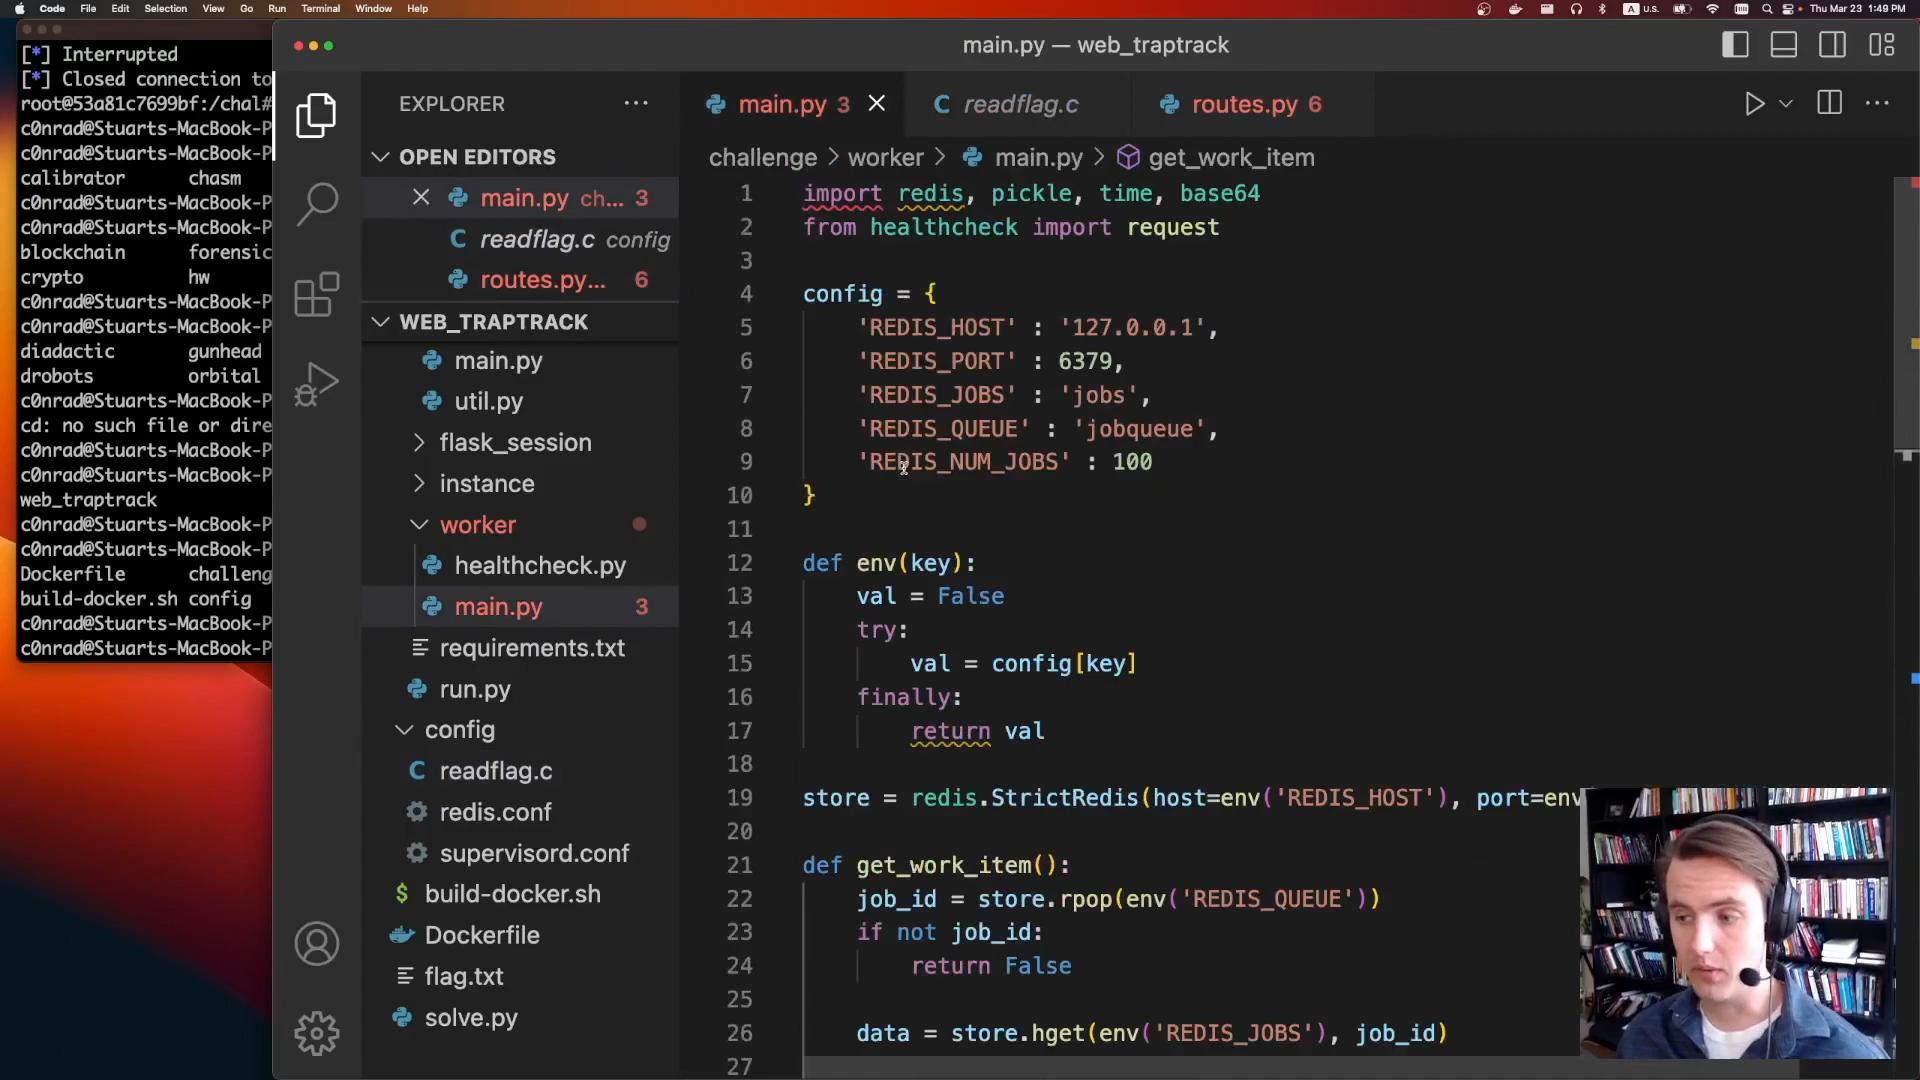 Code File Edit Selection View Go Run Terminal Window Help
A U.S. Thu Mar 23 1:49 PM
[*] Interrupted
[*] Closed connection to
root@53a81c7699bf:/chal#
c0nrad@Stuarts-MacBook-P
c0nrad@Stuarts-MacBook-P
calibrator chasm
c0nrad@Stuarts-MacBook-P
c0nrad@Stuarts-MacBook-P
blockchain forensic
crypto hw
c0nrad@Stuarts-MacBook-P
c0nrad@Stuarts-MacBook-P
diadactic gunhead
drobots orbital
c0nrad@Stuarts-MacBook-P
cd: no such file or dire
c0nrad@Stuarts-MacBook-P
c0nrad@Stuarts-MacBook-P
web_traptrack
c0nrad@Stuarts-MacBook-P
c0nrad@Stuarts-MacBook-P
Dockerfile challeng
build-docker.sh config
c0nrad@Stuarts-MacBook-P
c0nrad@Stuarts-MacBook-P
main.py — web_traptrack
EXPLORER
OPEN EDITORS
main.py ch... 3
C readflag.c config
routes.py... 6
WEB_TRAPTRACK
main.py
util.py
flask_session
instance
worker
healthcheck.py
main.py 3
requirements.txt
run.py
config
C readflag.c
redis.conf
supervisord.conf
$ build-docker.sh
Dockerfile
flag.txt
solve.py
main.py 3
C readflag.c
routes.py 6
challenge > worker > main.py > get_work_item
1 import redis, pickle, time, base64
2 from healthcheck import request
3
4 config = {
5 'REDIS_HOST' : '127.0.0.1',
6 'REDIS_PORT' : 6379,
7 'REDIS_JOBS' : 'jobs',
8 'REDIS_QUEUE' : 'jobqueue',
9 'REDIS_NUM_JOBS' : 100
10 }
11
12 def env(key):
13 val = False
14 try:
15 val = config[key]
16 finally:
17 return val
18
19 store = redis.StrictRedis(host=env('REDIS_HOST'), port=env
20
21 def get_work_item():
22 job_id = store.rpop(env('REDIS_QUEUE'))
23 if not job_id:
24 return False
25
26 data = store.hget(env('REDIS_JOBS'), job_id)
27